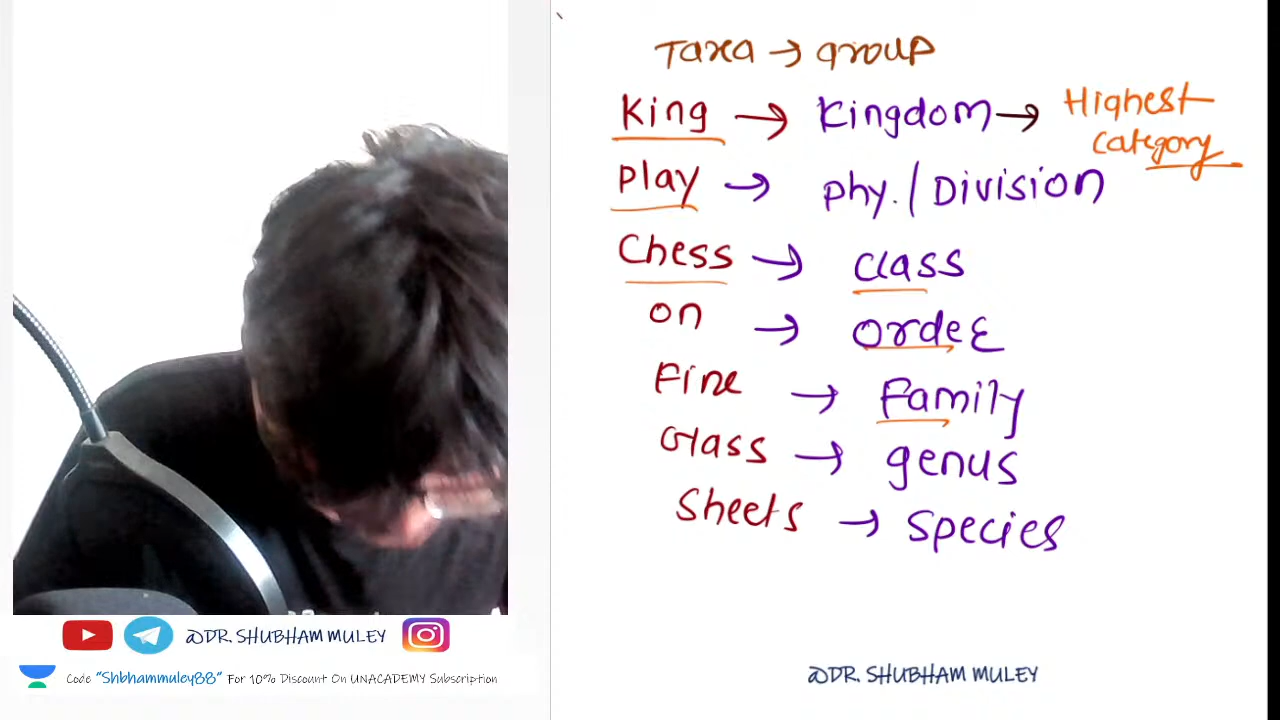 Taxa → group
King → Kingdom → Highest category
Play → Phy. / Division
Chess → Class
on → order
Fine → Family
Glass → genus
Sheets → Species
@DR. SHUBHAM MULEY
Code "Shbhammuley88" For 10% Discount On UNACADEMY Subscription
@DR. SHUBHAM MULEY